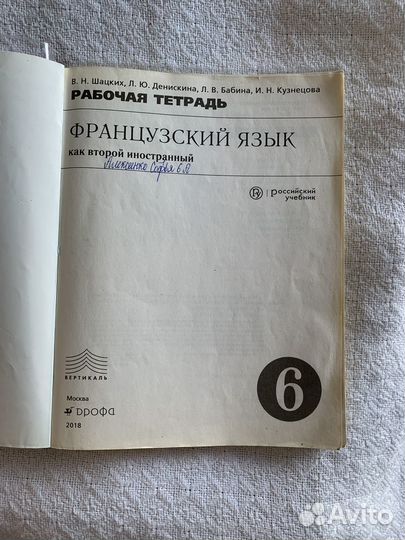 В. Н. Шацких, Л. Ю. Денискина, Л. В. Бабина, И. Н. Кузнецова
РАБОЧАЯ ТЕТРАДЬ
ФРАНЦУЗСКИЙ ЯЗЫК
как второй иностранный
6 А
российский
учебник
6
ВЕРТИКАЛЬ
Москва
дрофа
2018
Avito